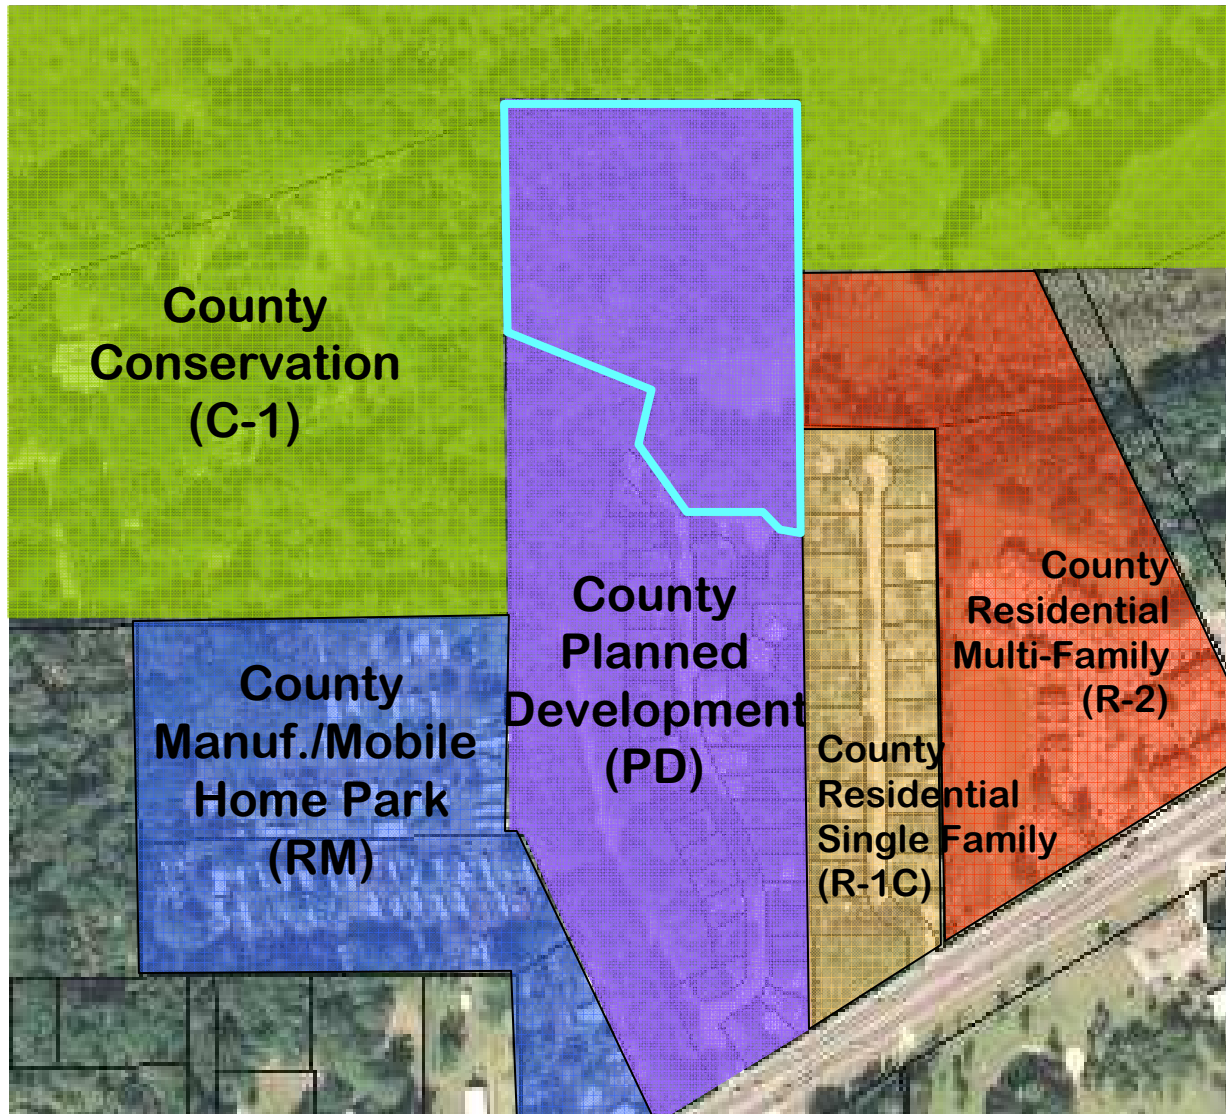 County
Conservation
(C-1)
County
Planned
Development
(PD)
County
Manuf./Mobile
Home Park
(RM)
County
Residential
Single Family
(R-1C)
County
Residential
Multi-Family
(R-2)